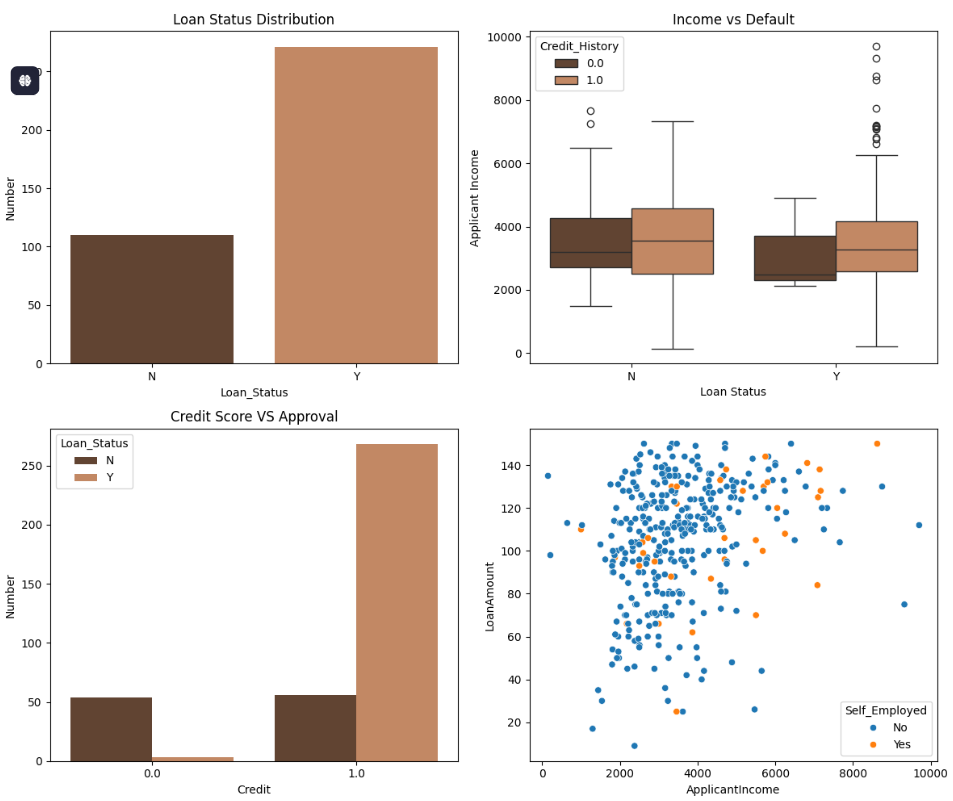 Loan Status Distribution
Number
250
200
150
100
50
0
N
Y
Loan_Status
Income vs Default
Credit_History
0.0
1.0
Applicant Income
10000
8000
6000
4000
2000
0
N
Y
Loan Status
Credit Score VS Approval
Loan_Status
N
Y
Number
250
200
150
100
50
0
0.0
1.0
Credit
LoanAmount
140
120
100
80
60
40
20
Self_Employed
No
Yes
0
2000
4000
6000
8000
10000
ApplicantIncome